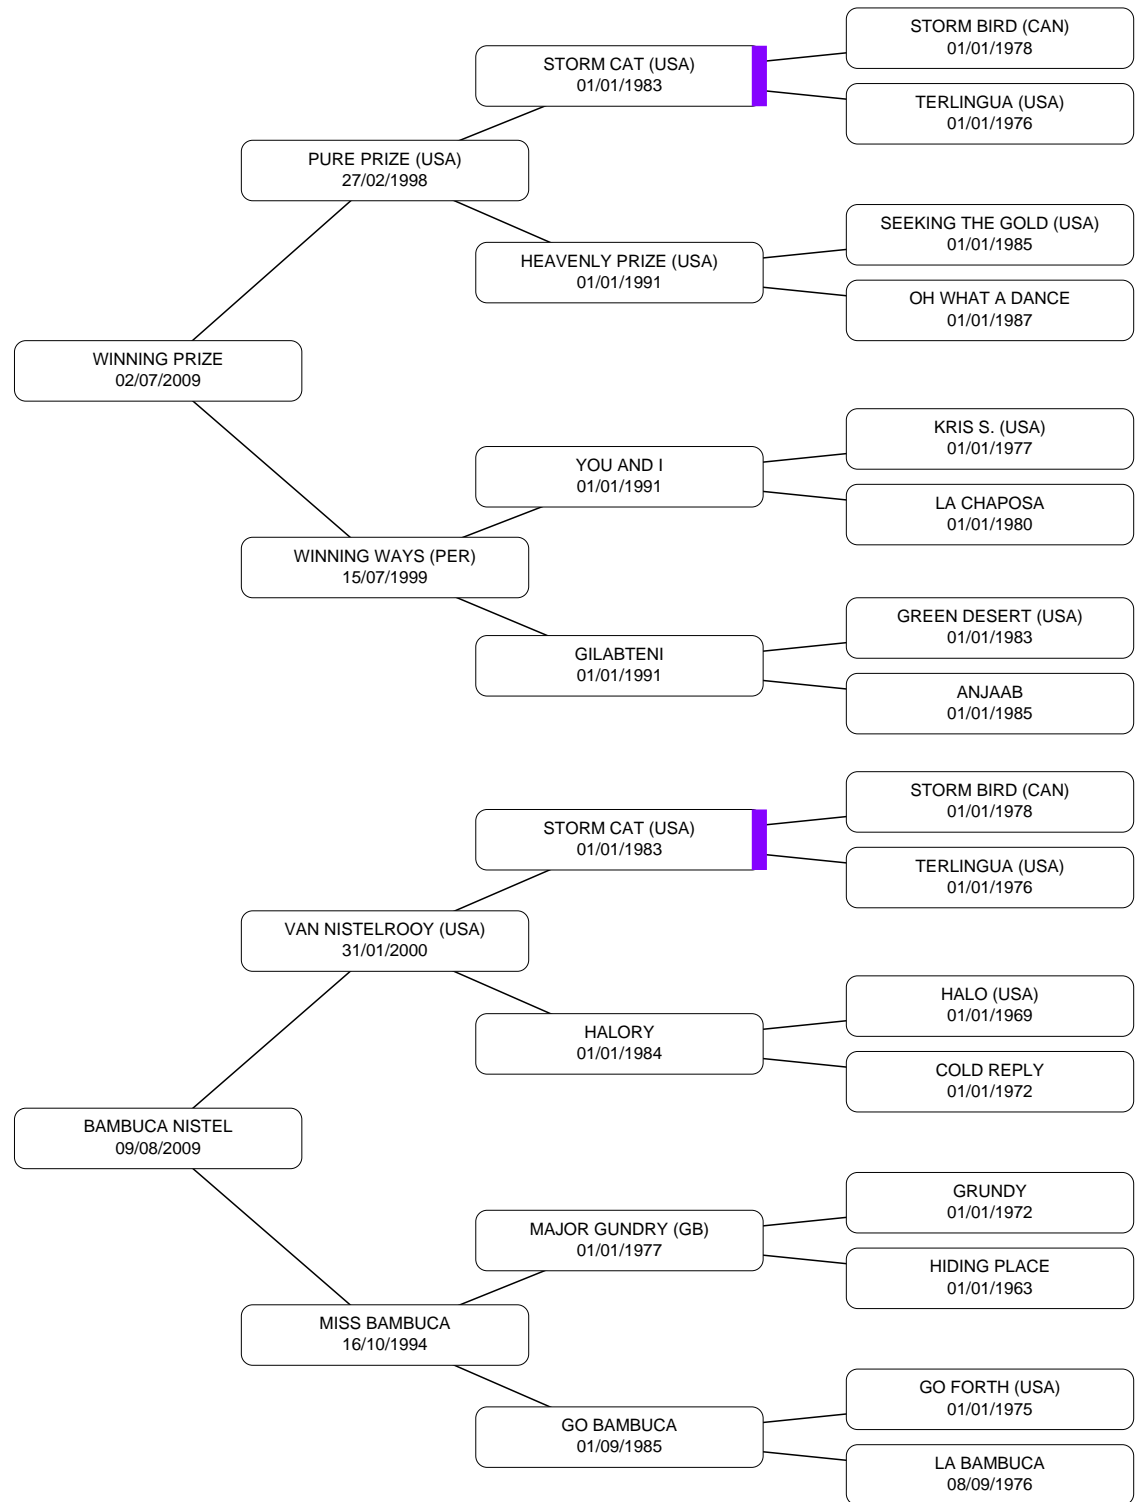 STORM BIRD (CAN)
01/01/1978
STORM CAT (USA)
01/01/1983
TERLINGUA (USA)
01/01/1976
PURE PRIZE (USA)
27/02/1998
SEEKING THE GOLD (USA)
01/01/1985
HEAVENLY PRIZE (USA)
01/01/1991
OH WHAT A DANCE
01/01/1987
WINNING PRIZE
02/07/2009
KRIS S. (USA)
01/01/1977
YOU AND I
01/01/1991
LA CHAPOSA
01/01/1980
WINNING WAYS (PER)
15/07/1999
GREEN DESERT (USA)
01/01/1983
GILABTENI
01/01/1991
ANJAAB
01/01/1985
STORM BIRD (CAN)
01/01/1978
STORM CAT (USA)
01/01/1983
TERLINGUA (USA)
01/01/1976
VAN NISTELROOY (USA)
31/01/2000
HALO (USA)
01/01/1969
HALORY
01/01/1984
COLD REPLY
01/01/1972
BAMBUCA NISTEL
09/08/2009
GRUNDY
01/01/1972
MAJOR GUNDRY (GB)
01/01/1977
HIDING PLACE
01/01/1963
MISS BAMBUCA
16/10/1994
GO FORTH (USA)
01/01/1975
GO BAMBUCA
01/09/1985
LA BAMBUCA
08/09/1976